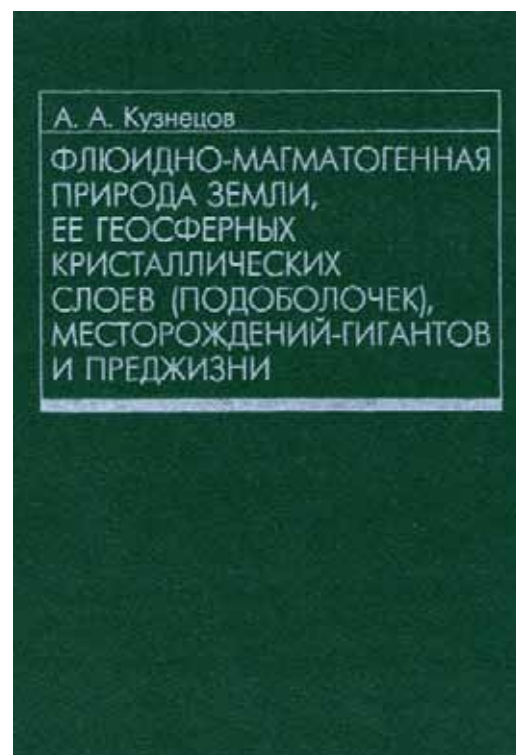 А. А. Кузнецов
ФЛЮИДНО-МАГМАТОГЕННАЯ
ПРИРОДА ЗЕМЛИ,
ЕЕ ГЕОСФЕРНЫХ
КРИСТАЛЛИЧЕСКИХ
СЛОЕВ (ПОДОБОЛОЧЕК),
МЕСТОРОЖДЕНИЙ-ГИГАНТОВ
И ПРЕДЖИЗНИ